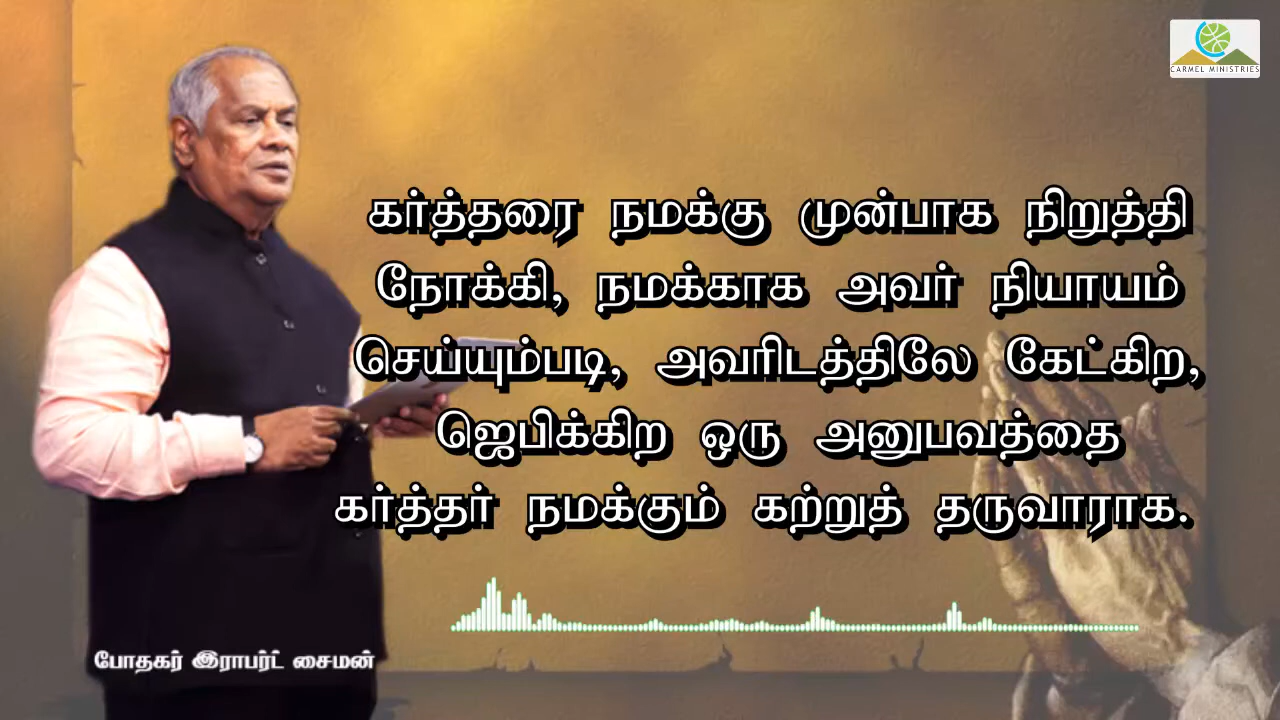 CARMEL MINISTRIES
கர்த்தரை நமக்கு முன்பாக நிறுத்தி
நோக்கி, நமக்காக அவர் நியாயம்
செய்யும்படி, அவரிடத்திலே கேட்கிற,
ஜெபிக்கிற ஒரு அனுபவத்தை
கர்த்தர் நமக்கும் கற்றுத் தருவாராக.
போதகர் இராபர்ட் சைமன்